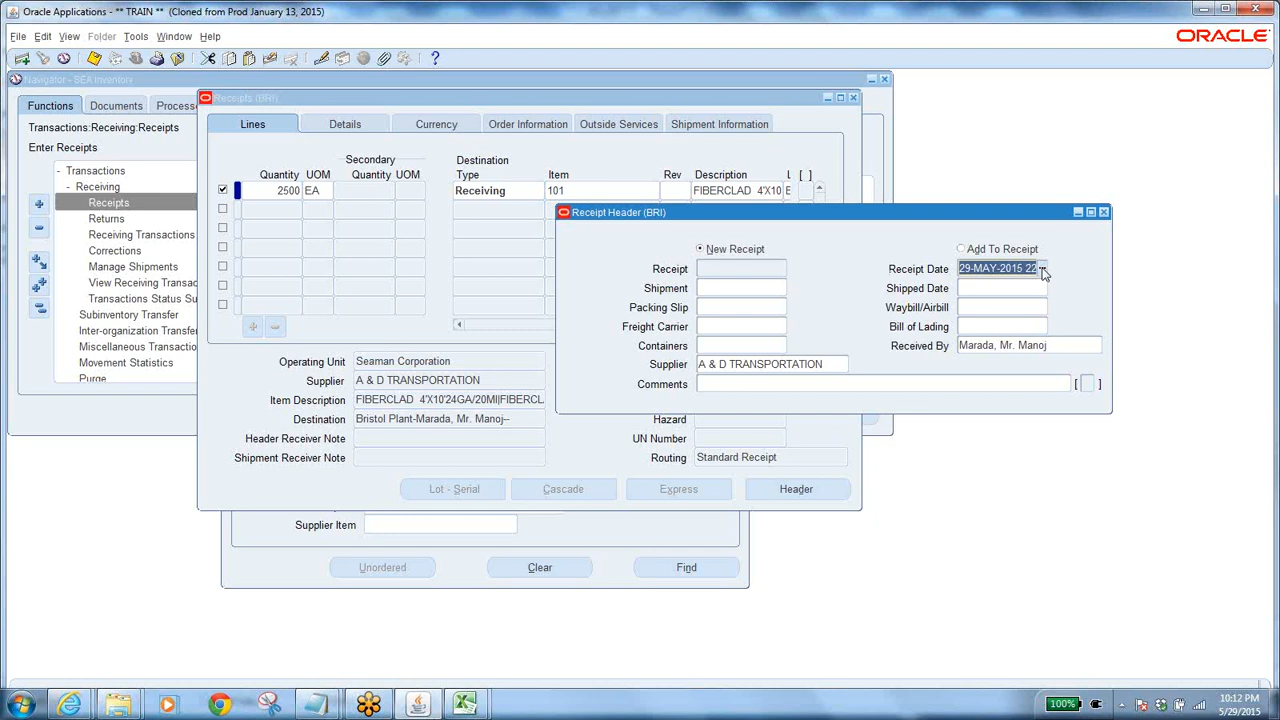 Oracle Applications - ** TRAIN ** (Cloned from Prod January 13, 2015)
File Edit View Folder Tools Window Help
ORACLE
Navigator - SEA Inventory
Functions Documents
Transactions:Receiving:Receipts
Enter Receipts
- Transactions
- Receiving
Receipts
Returns
Receiving Transactions
Corrections
Manage Shipments
View Receiving
Transactions Status
Subinventory Transfer
Inter-organization
Movement Statistics
Purge
Receipts (BRI)
Lines Details Currency Order Information Outside Services Shipment Information
Secondary Destination
Quantity UOM Quantity UOM Type Item Rev Description [ ]
2500 EA Receiving 101 FIBERCLAD 4'X10
Operating Unit Seaman Corporation
Supplier A & D TRANSPORTATION
Item Description FIBERCLAD 4'X10'24GA/20MI|FIBERCL
Destination Bristol Plant-Marada, Mr. Manoj--
Header Receiver Note
Shipment Receiver Note
Hazard
UN Number
Routing Standard Receipt
Lot - Serial Cascade Express Header
Receipt Header (BRI)
New Receipt Add To Receipt
Receipt Receipt Date 29-MAY-2015 22
Shipment Shipped Date
Packing Slip Waybill/Airbill
Freight Carrier Bill of Lading
Containers Received By Marada, Mr. Manoj
Supplier A & D TRANSPORTATION
Comments [ ]
Supplier Item
Unordered Clear Find
100%
10:12 PM
5/29/2015